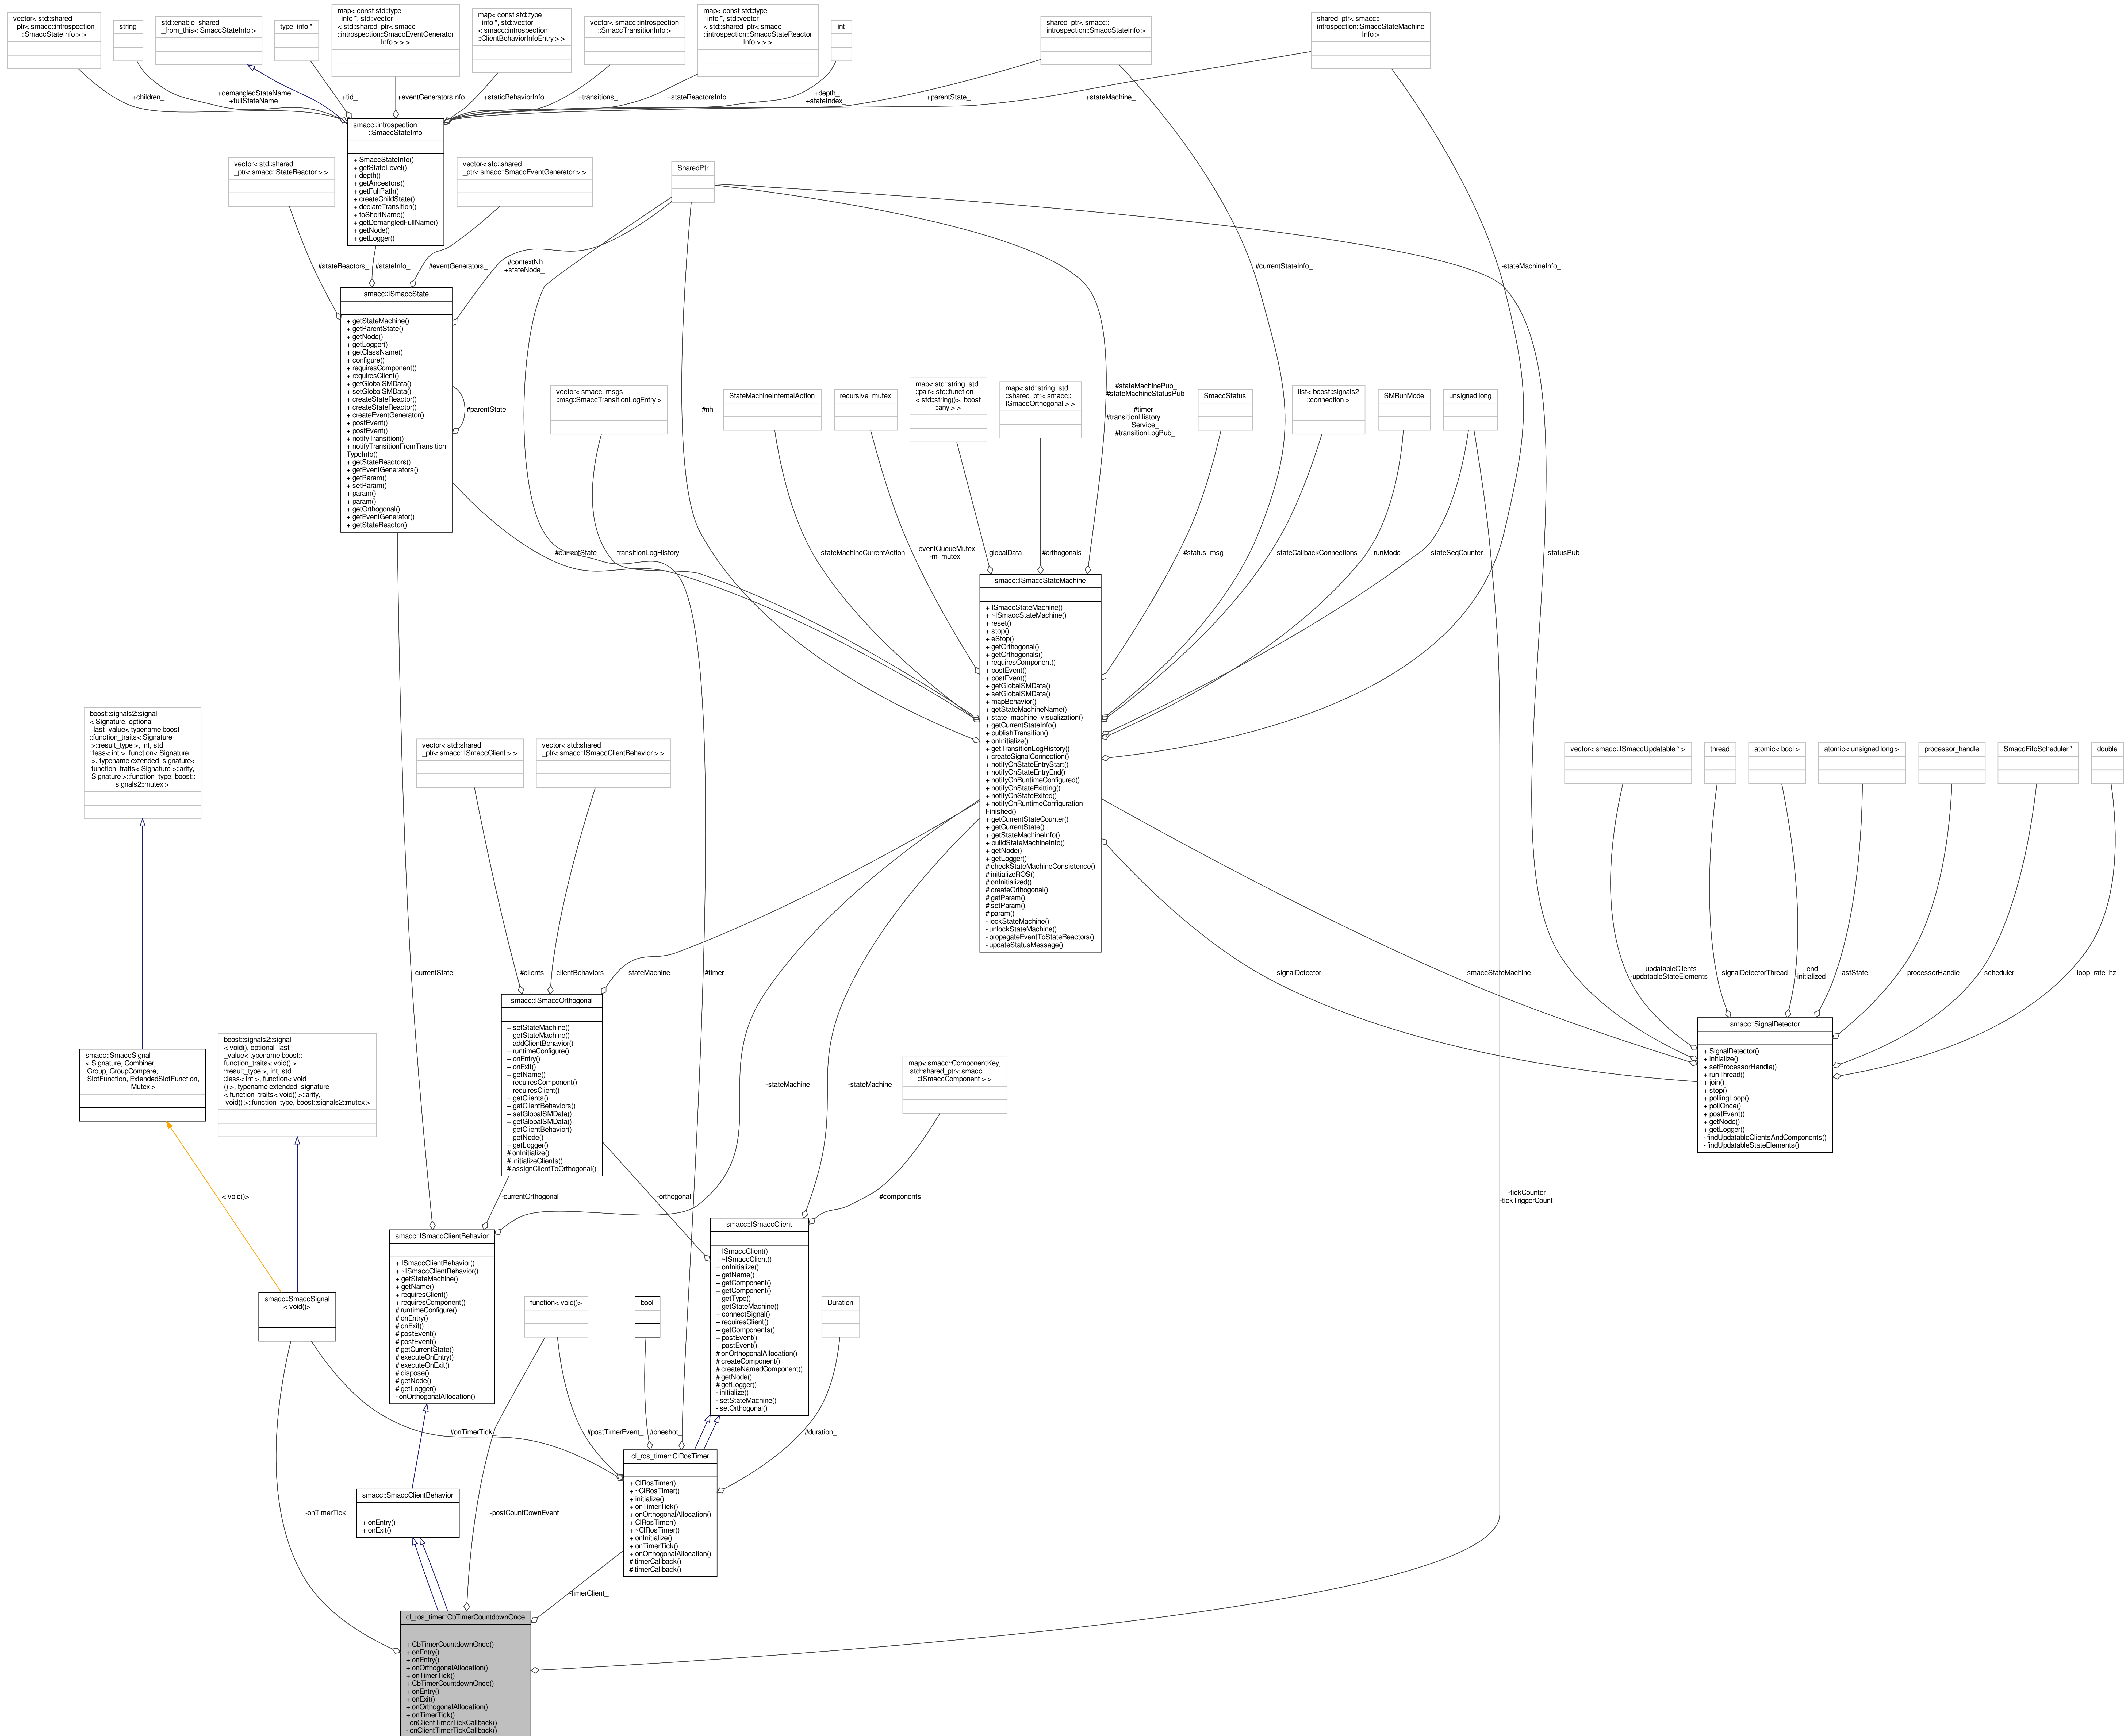 vector< std::shared
_ptr< smacc::introspection
::SmaccStateInfo > >
string
std::enable_shared
_from_this< SmaccStateInfo >
type_info *
map< const std::type
_info *, std::vector
< std::shared_ptr< smacc
::introspection::SmaccEventGenerator
Info > > >
map< const std::type
_info *, std::vector
< smacc::introspection
::ClientBehaviorInfoEntry > >
vector< smacc::introspection
::SmaccTransitionInfo >
map< const std::type
_info *, std::vector
< std::shared_ptr< smacc
::introspection::SmaccStateReactor
Info > > >
int
shared_ptr< smacc::
introspection::SmaccStateInfo >
shared_ptr< smacc::
introspection::SmaccStateMachine
Info >
+children_
+demangledStateName
+fullStateName
+tid_
+eventGeneratorsInfo
+staticBehaviorInfo
+transitions_
+stateReactorsInfo
+depth_
+stateIndex_
+parentState_
+stateMachine_
smacc::introspection
::SmaccStateInfo
+ SmaccStateInfo()
+ getStateLevel()
+ depth()
+ getAncestors()
+ getFullPath()
+ createChildState()
+ declareTransition()
+ toShortName()
+ getDemangledFullName()
+ getNode()
+ getLogger()
vector< std::shared
_ptr< smacc::StateReactor > >
vector< std::shared
_ptr< smacc::SmaccEventGenerator > >
SharedPtr
#stateReactors_
#stateInfo_
#eventGenerators_
#contextNh
+stateNode_
#currentStateInfo_
-stateMachineInfo_
smacc::ISmaccState
+ getStateMachine()
+ getParentState()
+ getNode()
+ getLogger()
+ getClassName()
+ configure()
+ requiresComponent()
+ requiresClient()
+ getGlobalSMData()
+ setGlobalSMData()
+ createStateReactor()
+ createStateReactor()
+ createEventGenerator()
+ postEvent()
+ postEvent()
+ notifyTransition()
+ notifyTransitionFromTransition
TypeInfo()
+ getStateReactors()
+ getEventGenerators()
+ getParam()
+ setParam()
+ param()
+ param()
+ getOrthogonal()
+ getEventGenerator()
+ getStateReactor()
#parentState_
vector< smacc_msgs
::msg::SmaccTransitionLogEntry >
#nh_
StateMachineInternalAction
recursive_mutex
map< std::string, std
::pair< std::function
< std::string()>, boost
::any > >
map< std::string, std
::shared_ptr< smacc::
ISmaccOrthogonal > >
#stateMachinePub_
#stateMachineStatusPub
_
#timer_
#transitionHistory
Service_
#transitionLogPub_
SmaccStatus
list< boost::signals2
::connection >
SMRunMode
unsigned long
#currentState_
-transitionLogHistory_
-stateMachineCurrentAction
-eventQueueMutex_
-m_mutex_
-globalData_
#orthogonals_
#status_msg_
-stateCallbackConnections
-runMode_
-stateSeqCounter_
-statusPub_
smacc::ISmaccStateMachine
+ ISmaccStateMachine()
+ ~ISmaccStateMachine()
+ reset()
+ stop()
+ eStop()
+ getOrthogonal()
+ getOrthogonals()
+ requiresComponent()
+ postEvent()
+ postEvent()
+ getGlobalSMData()
+ setGlobalSMData()
+ mapBehavior()
+ getStateMachineName()
+ state_machine_visualization()
+ getCurrentStateInfo()
+ publishTransition()
+ onInitialize()
+ getTransitionLogHistory()
+ createSignalConnection()
+ notifyOnStateEntryStart()
+ notifyOnStateEntryEnd()
+ notifyOnRuntimeConfigured()
+ notifyOnStateExitting()
+ notifyOnStateExited()
+ notifyOnRuntimeConfiguration
Finished()
+ getCurrentStateCounter()
+ getCurrentState()
+ getStateMachineInfo()
+ buildStateMachineInfo()
+ getNode()
+ getLogger()
# checkStateMachineConsistence()
# initializeROS()
# onInitialized()
# createOrthogonal()
# getParam()
# setParam()
# param()
- lockStateMachine()
- unlockStateMachine()
- propagateEventToStateReactors()
- updateStatusMessage()
boost::signals2::signal
< Signature, optional
_last_value< typename boost
::function_traits< Signature
>::result_type >, int, std
::less< int >, function< Signature
>, typename extended_signature<
function_traits< Signature >::arity,
Signature >::function_type, boost::
signals2::mutex >
vector< std::shared
_ptr< smacc::ISmaccClient > >
vector< std::shared
_ptr< smacc::ISmaccClientBehavior > >
vector< smacc::ISmaccUpdatable * >
thread
atomic< bool >
atomic< unsigned long >
processor_handle
SmaccFifoScheduler *
double
-currentState
#clients_
-clientBehaviors_
-stateMachine_
#timer_
-signalDetector_
-smaccStateMachine_
-updatableClients_
-updatableStateElements_
-signalDetectorThread_
-end_
-initialized_
-lastState_
-processorHandle_
-scheduler_
-loop_rate_hz
smacc::ISmaccOrthogonal
+ setStateMachine()
+ getStateMachine()
+ addClientBehavior()
+ runtimeConfigure()
+ onEntry()
+ onExit()
+ getName()
+ requiresComponent()
+ requiresClient()
+ getClients()
+ getClientBehaviors()
+ setGlobalSMData()
+ getGlobalSMData()
+ getClientBehavior()
+ getNode()
+ getLogger()
# onInitialize()
# initializeClients()
# assignClientToOrthogonal()
smacc::SignalDetector
+ SignalDetector()
+ initialize()
+ setProcessorHandle()
+ runThread()
+ join()
+ stop()
+ pollingLoop()
+ pollOnce()
+ postEvent()
+ getNode()
+ getLogger()
- findUpdatableClientsAndComponents()
- findUpdatableStateElements()
smacc::SmaccSignal
< Signature, Combiner,
Group, GroupCompare,
SlotFunction, ExtendedSlotFunction,
Mutex >
boost::signals2::signal
< void(), optional_last
_value< typename boost::
function_traits< void() >
::result_type >, int, std
::less< int >, function< void
() >, typename extended_signature
< function_traits< void() >::arity,
void() >::function_type, boost::signals2::mutex >
-stateMachine_
-stateMachine_
map< smacc::ComponentKey,
std::shared_ptr< smacc
::ISmaccComponent > >
< void()>
-currentOrthogonal
-orthogonal_
#components_
-tickCounter_
-tickTriggerCount_
smacc::ISmaccClientBehavior
+ ISmaccClientBehavior()
+ ~ISmaccClientBehavior()
+ getStateMachine()
+ getName()
+ requiresClient()
+ requiresComponent()
# runtimeConfigure()
# onEntry()
# onExit()
# postEvent()
# postEvent()
# getCurrentState()
# executeOnEntry()
# executeOnExit()
# dispose()
# getNode()
# getLogger()
- onOrthogonalAllocation()
smacc::ISmaccClient
+ ISmaccClient()
+ ~ISmaccClient()
+ onInitialize()
+ getName()
+ getComponent()
+ getComponent()
+ getType()
+ getStateMachine()
+ connectSignal()
+ requiresClient()
+ getComponents()
+ postEvent()
+ postEvent()
# onOrthogonalAllocation()
# createComponent()
# createNamedComponent()
# getNode()
# getLogger()
- initialize()
- setStateMachine()
- setOrthogonal()
smacc::SmaccSignal
< void()>
function< void()>
bool
Duration
#onTimerTick_
#postTimerEvent_
#oneshot_
#duration_
cl_ros_timer::ClRosTimer
+ ClRosTimer()
+ ~ClRosTimer()
+ initialize()
+ onTimerTick()
+ onOrthogonalAllocation()
+ ClRosTimer()
+ ~ClRosTimer()
+ onInitialize()
+ onTimerTick()
+ onOrthogonalAllocation()
# timerCallback()
# timerCallback()
smacc::SmaccClientBehavior
+ onEntry()
+ onExit()
-onTimerTick_
-postCountDownEvent_
-timerClient_
cl_ros_timer::CbTimerCountdownOnce
+ CbTimerCountdownOnce()
+ onEntry()
+ onEntry()
+ onOrthogonalAllocation()
+ onTimerTick()
+ CbTimerCountdownOnce()
+ onEntry()
+ onExit()
+ onOrthogonalAllocation()
+ onTimerTick()
- onClientTimerTickCallback()
- onClientTimerTickCallback()